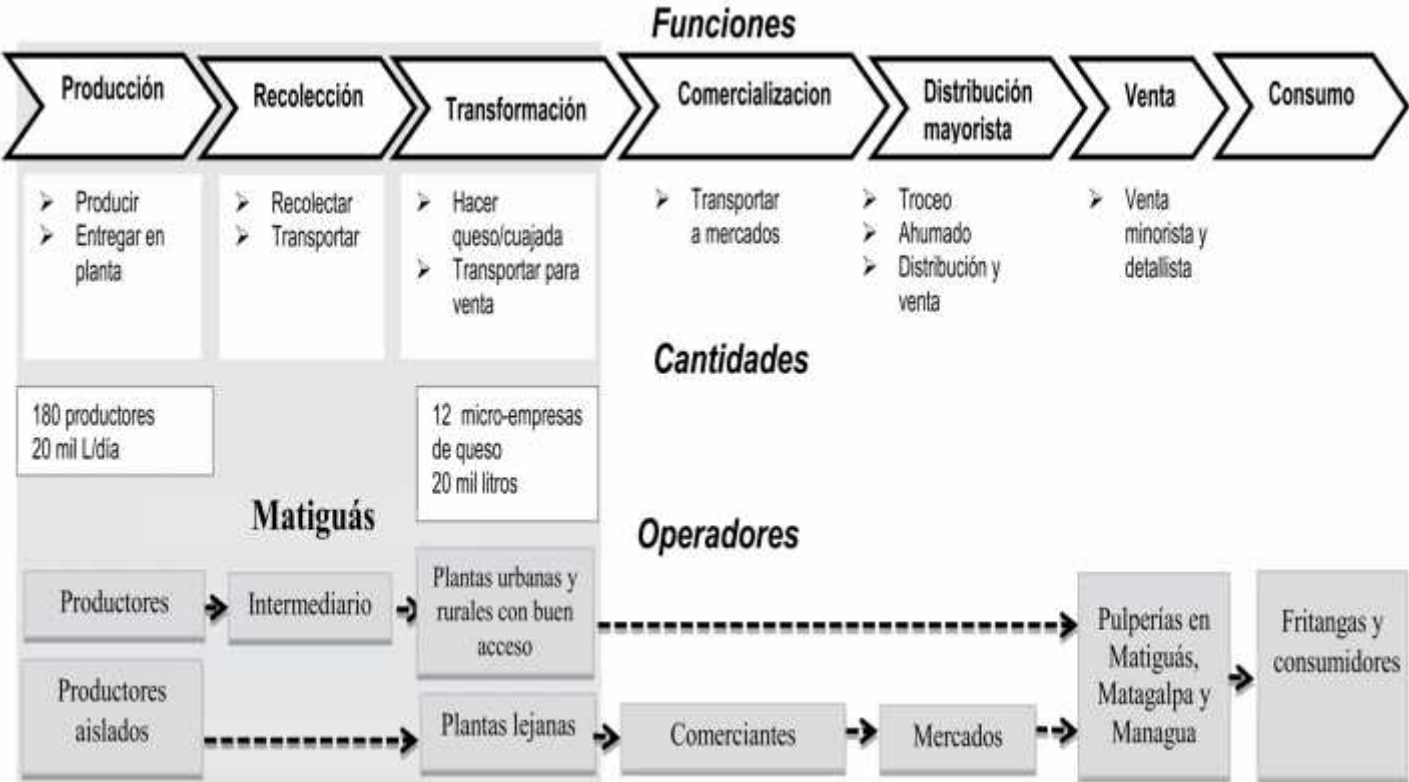 Funciones
Producción
Recolección
Transformación
Comercializacion
Distribución
mayorista
Venta
Consumo
➢ Producir
➢ Entregar en
planta
➢ Recolectar
➢ Transportar
➢ Hacer
queso/cuajada
➢ Transportar para
venta
➢ Transportar
a mercados
➢ Troceo
➢ Ahumado
➢ Distribución y
venta
➢ Venta
minorista y
detallista
Cantidades
180 productores
20 mil L/día
12 micro-empresas
de queso
20 mil litros
Matiguás
Operadores
Productores
Intermediario
Plantas urbanas y
rurales con buen
acceso
Pulperías en
Matiguás,
Matagalpa y
Managua
Fritangas y
consumidores
Productores
aislados
Plantas lejanas
Comerciantes
Mercados